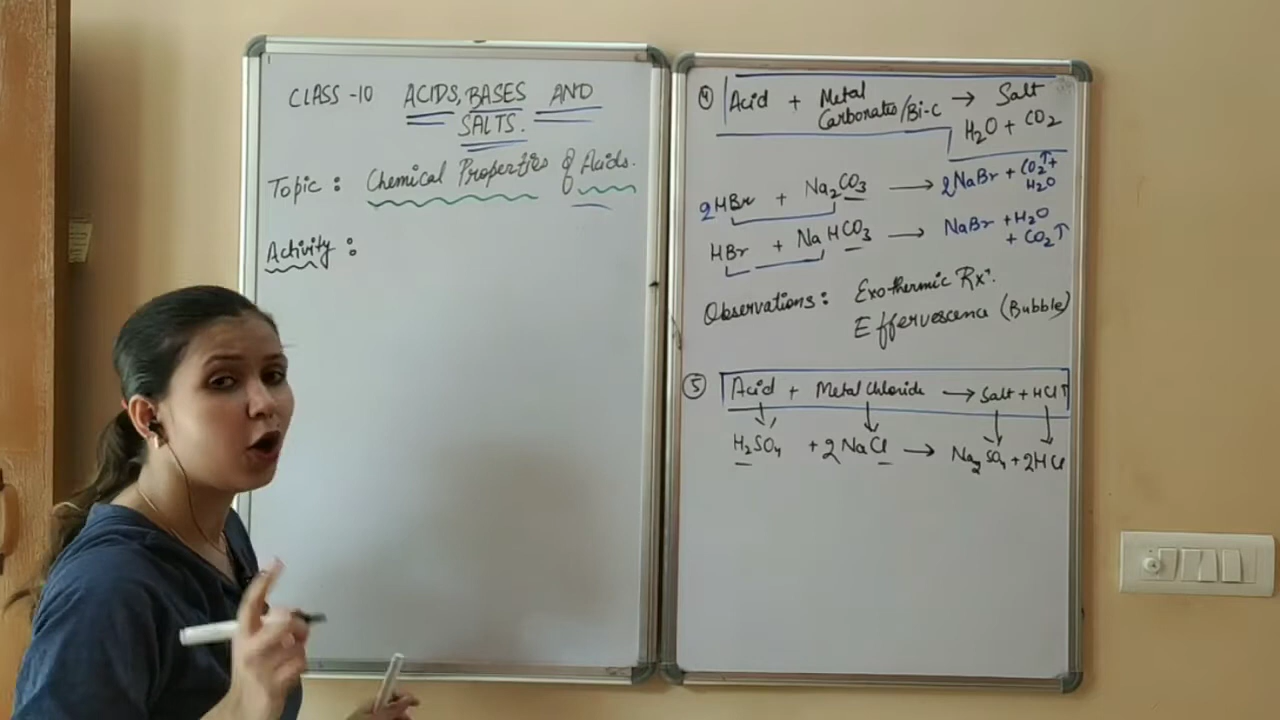 CLASS -10 ACIDS, BASES AND
SALTS.
Topic : Chemical Properties of Acids.
Activity :
④ Acid + Metal Carbonates/Bi-C → Salt
H₂O + CO₂
2HBr + Na₂CO₃ → 2NaBr + CO₂↑ +
H₂O
HBr + NaHCO₃ → NaBr + H₂O
+ CO₂↑
Observations : Exothermic Rxⁿ.
Effervescence (Bubble)
⑤ Acid + Metal Chloride → Salt + HCl↑
H₂SO₄ + 2NaCl → Na₂SO₄ + 2HCl